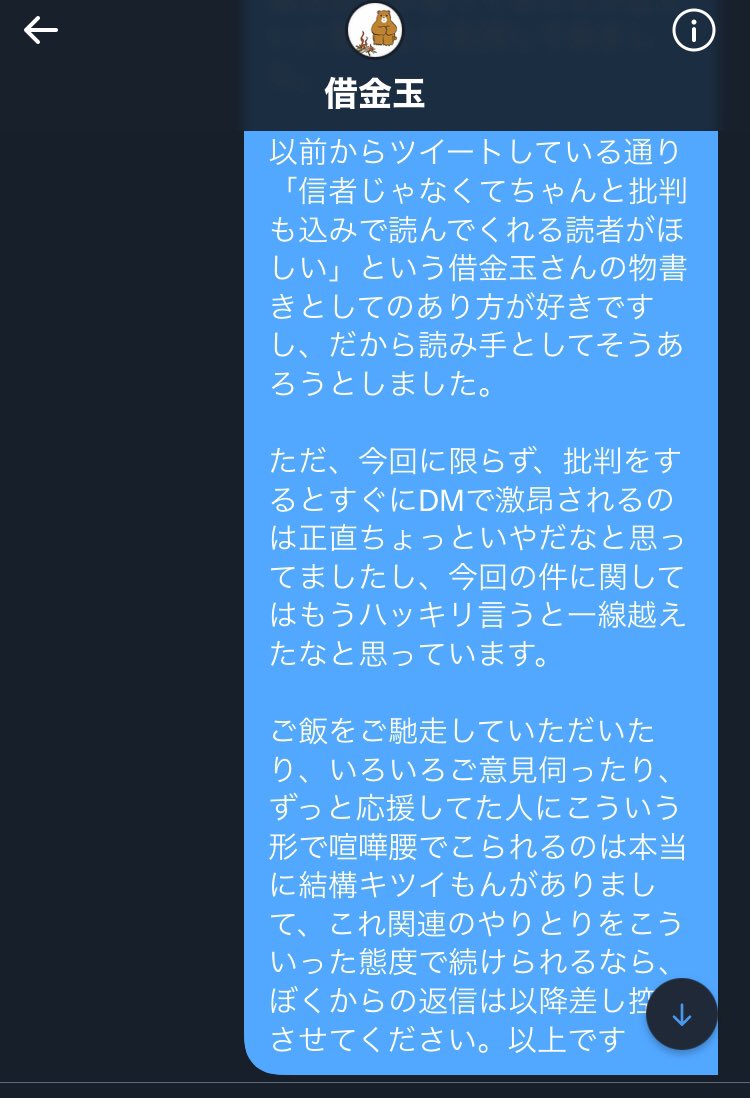 借金玉
以前からツイートしている通り
「信者じゃなくてちゃんと批判
も込みで読んでくれる読者がほ
しい」という借金玉さんの物書
きとしてのあり方が好きです
し、だから読み手としてそうあ
ろうとしました。
ただ、今回に限らず、批判をす
るとすぐにDMで激昂されるの
は正直ちょっといやだなと思っ
てましたし、今回の件に関して
はもうハッキリ言うと一線越え
たなと思っています。
ご飯をご馳走していただいた
り、いろいろご意見伺ったり、
ずっと応援してた人にこういう
形で喧嘩腰でこられるのは本当
に結構キツイもんがありまし
て、これ関連のやりとりをこう
いった態度で続けられるなら、
ぼくからの返信は以降差し控
させてください。以上です